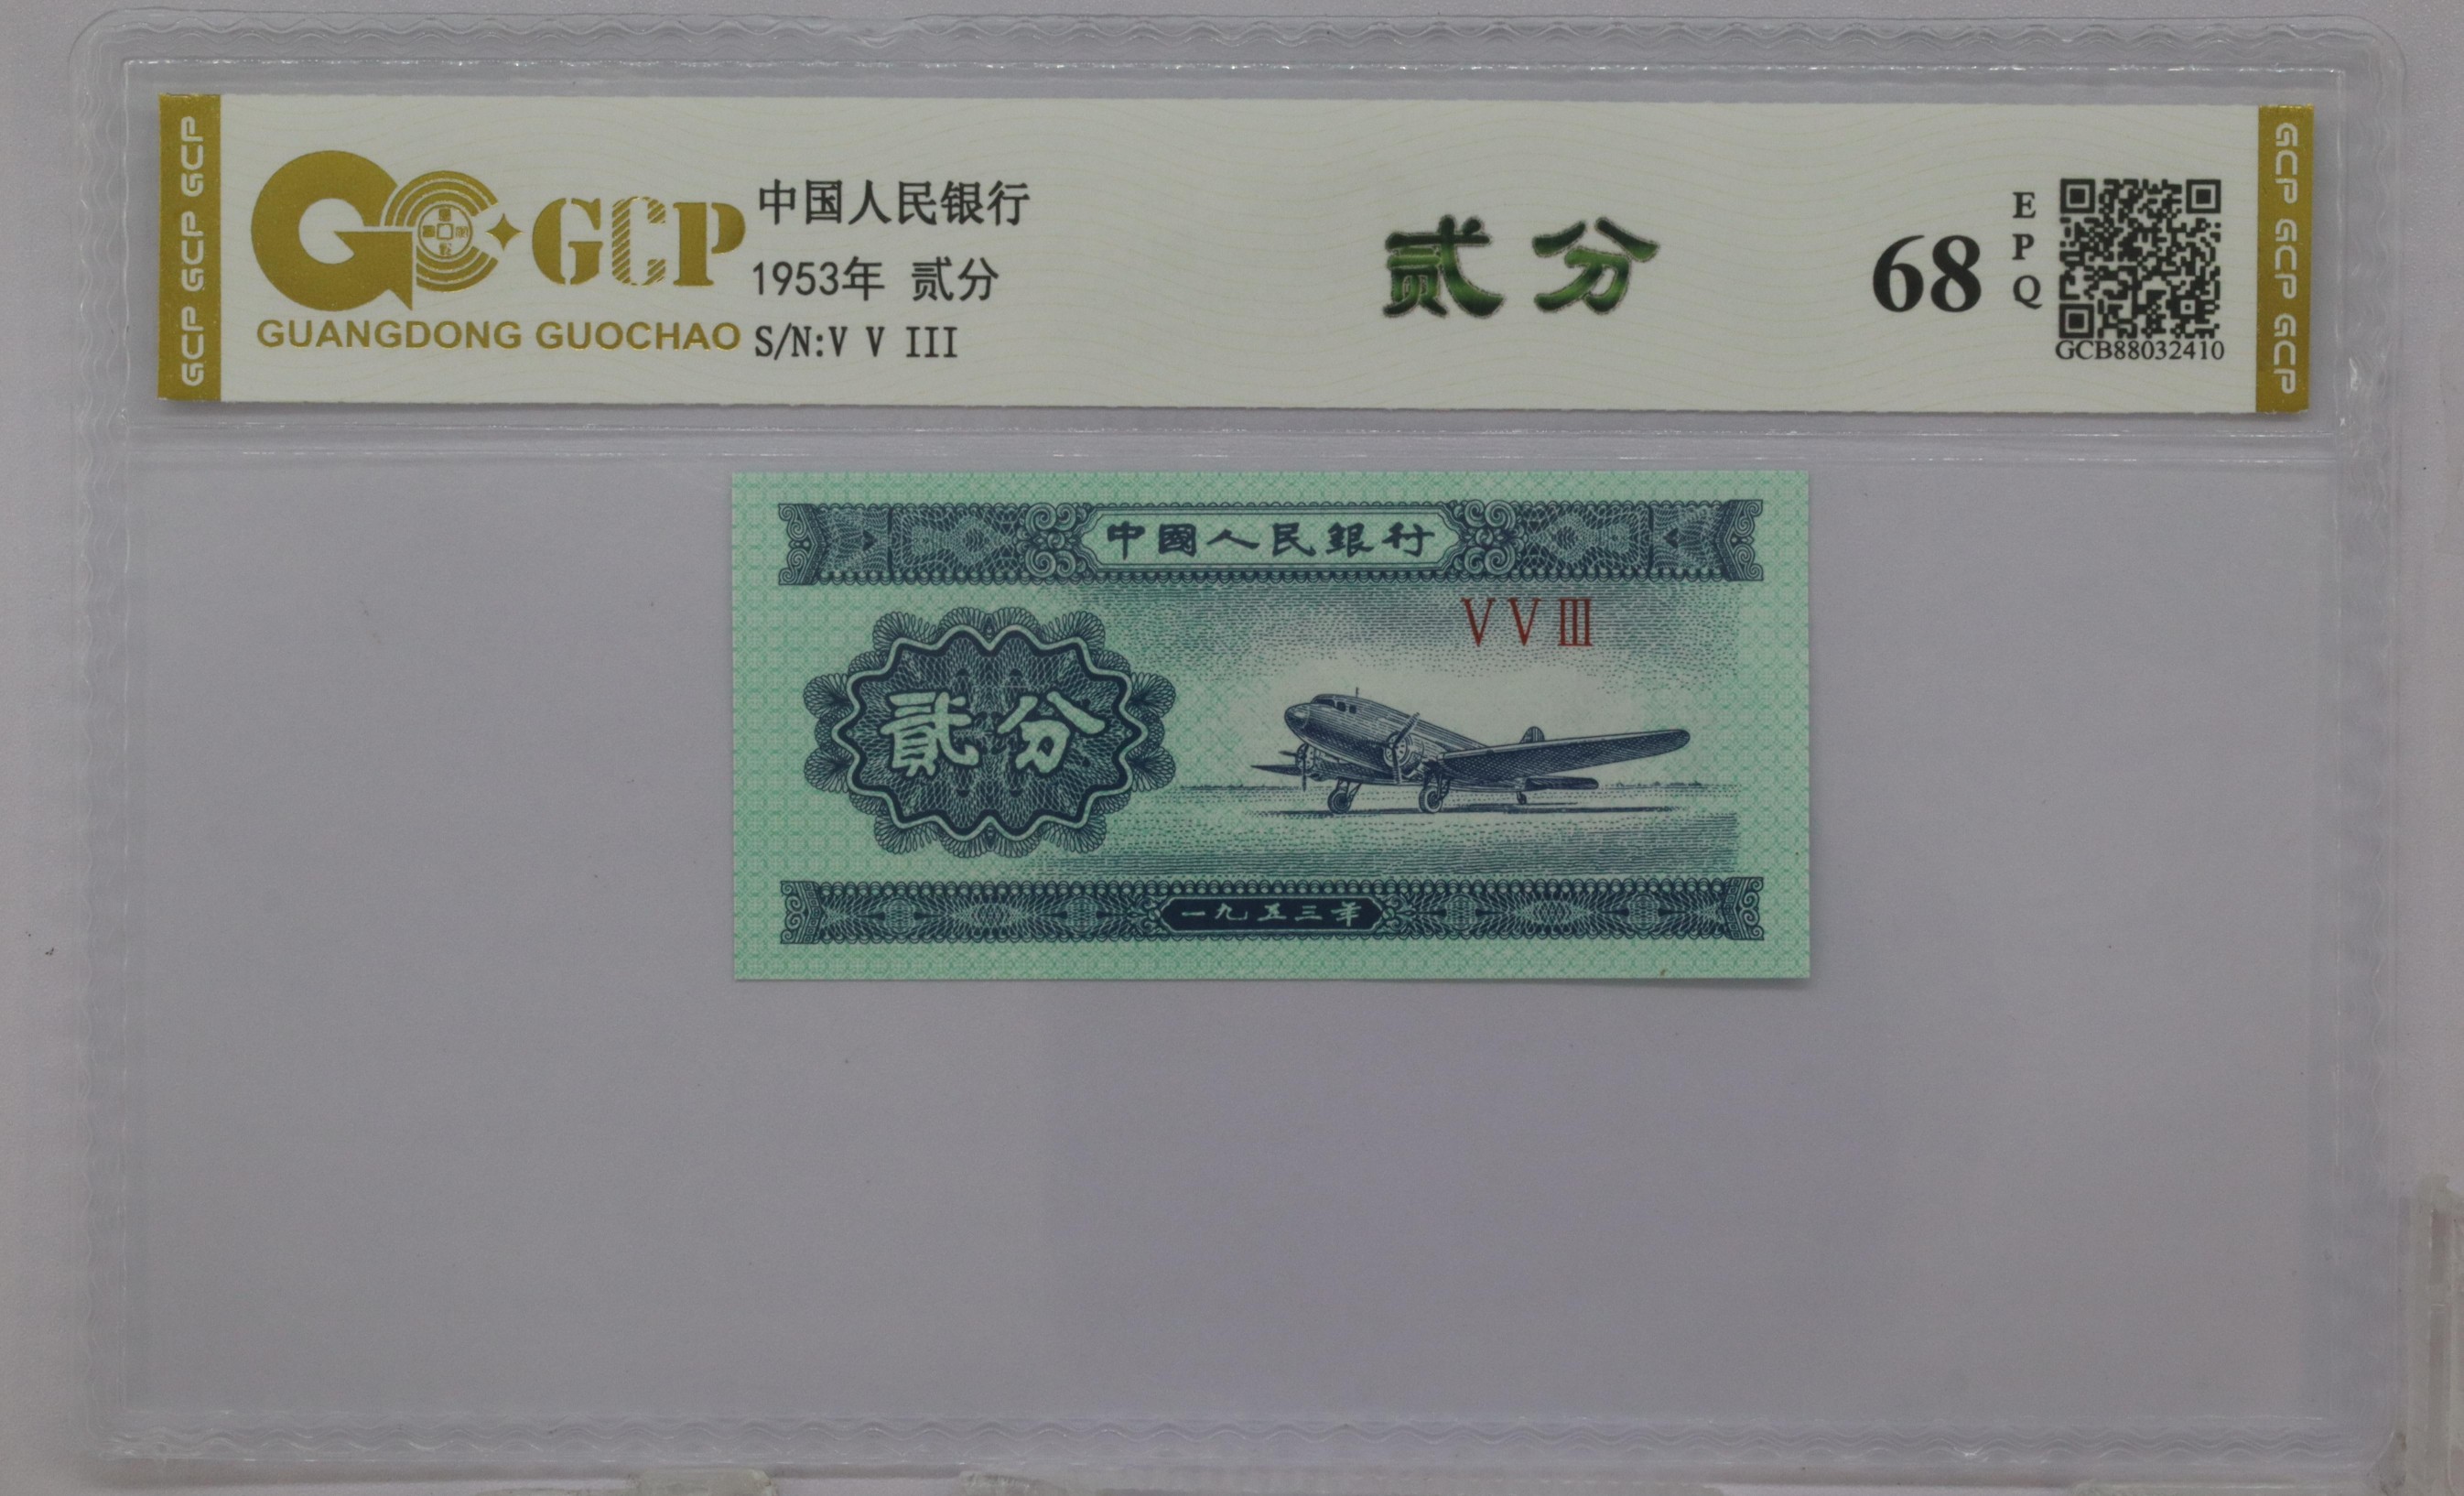 GCP GCP GCP
GCP
GUANGDONG GUOCHAO
中国人民银行
1953年 贰分
S/N:V V III
贰分
68
EPQ
GCB88032410
GCP GCP GCP
中國人民銀行
VVⅢ
貳分
一九五三年